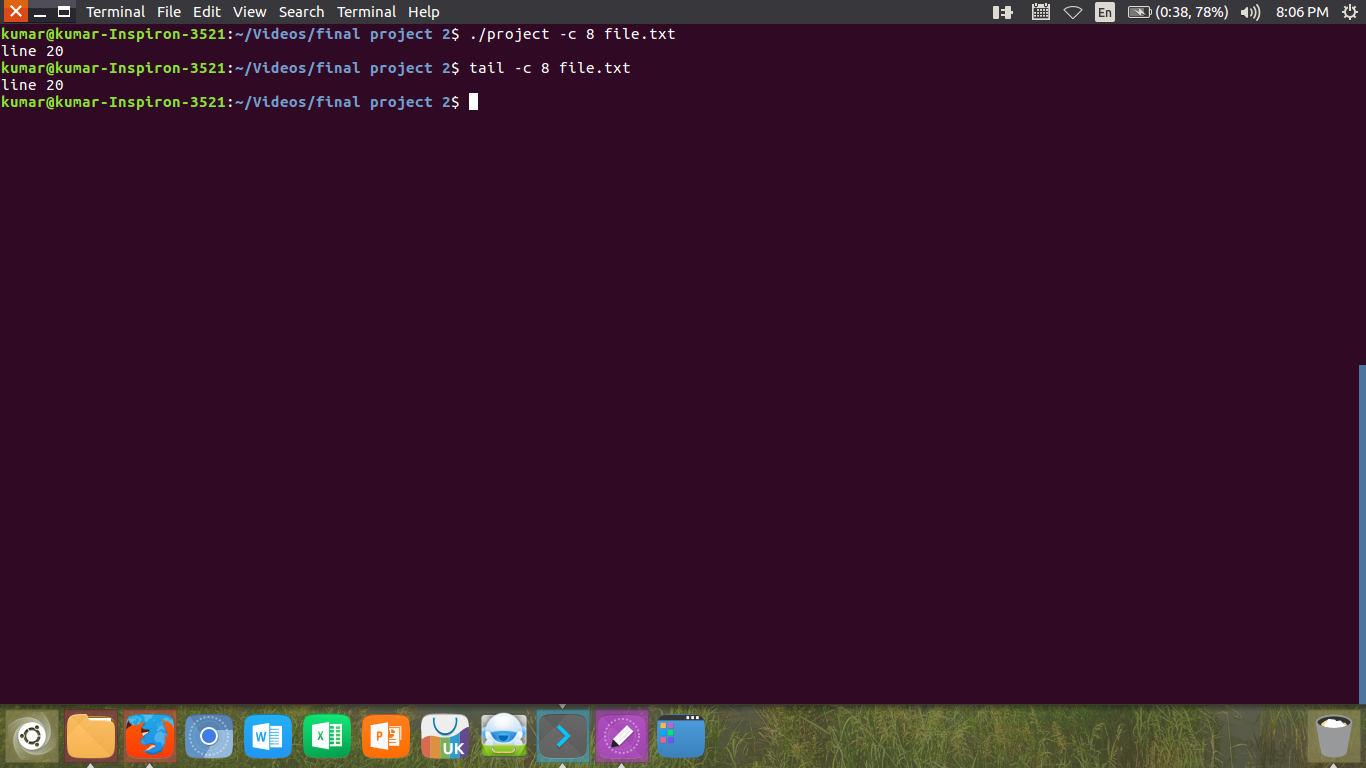 Terminal File Edit View Search Terminal Help En (0:38, 78%) 8:06 PM
kumar@kumar-Inspiron-3521:~/Videos/final project 2$ ./project -c 8 file.txt
line 20
kumar@kumar-Inspiron-3521:~/Videos/final project 2$ tail -c 8 file.txt
line 20
kumar@kumar-Inspiron-3521:~/Videos/final project 2$
W X P UK